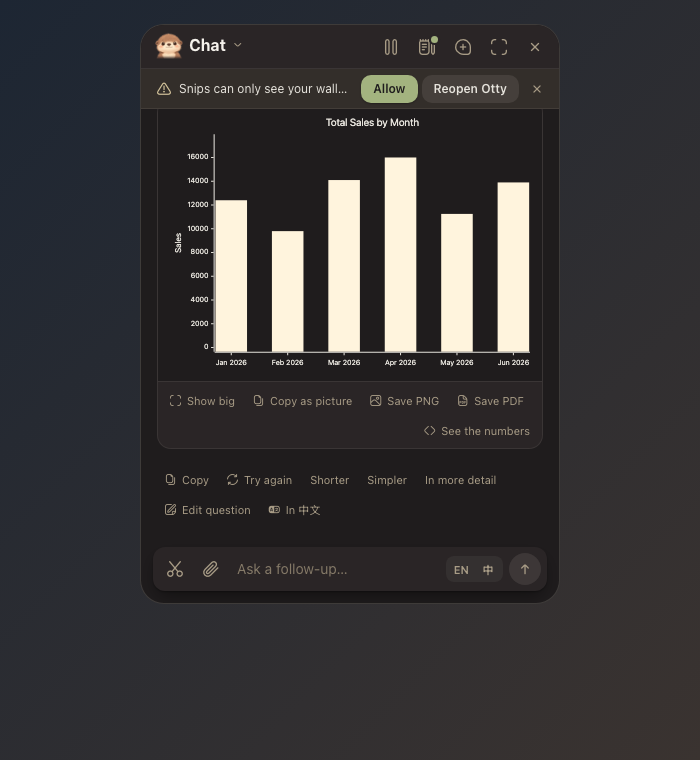 Chat
Snips can only see your wall...
Allow
Reopen Otty
Total Sales by Month
Sales
16000
14000
12000
10000
8000
6000
4000
2000
0
Jan 2026 Feb 2026 Mar 2026 Apr 2026 May 2026 Jun 2026
Show big Copy as picture Save PNG Save PDF
See the numbers
Copy Try again Shorter Simpler In more detail
Edit question In 中文
Ask a follow-up... EN 中